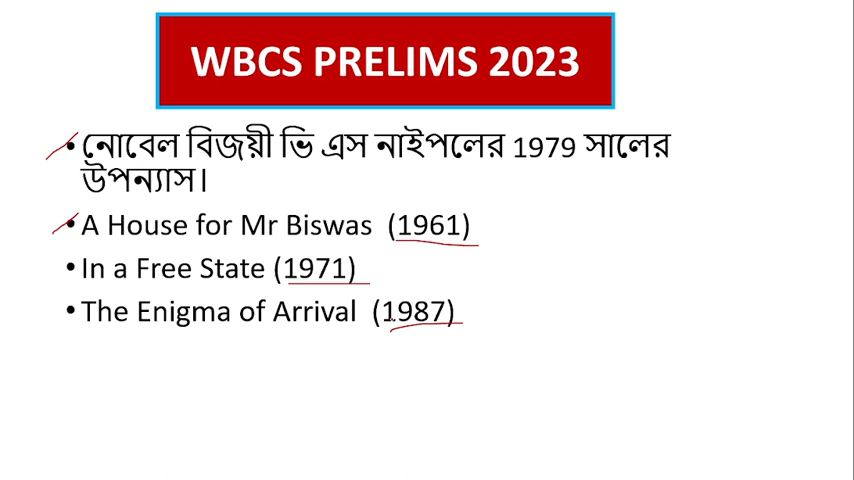 WBCS PRELIMS 2023
• নোবেল বিজয়ী ভি এস নাইপলের 1979 সালের
উপন্যাস।
• A House for Mr Biswas (1961)
• In a Free State (1971)
• The Enigma of Arrival (1987)